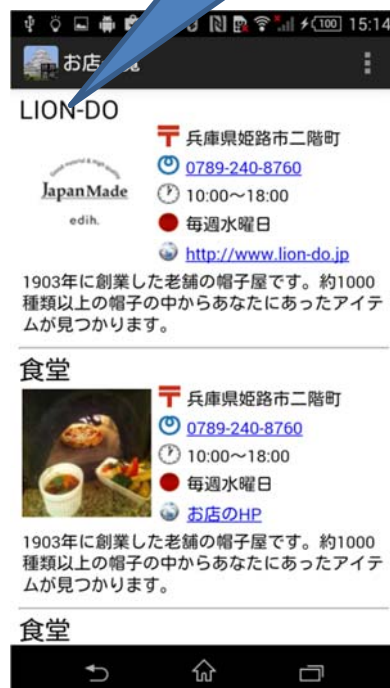 100 15:14
お店
LION-DO
Japan Made
edih.
兵庫県姫路市二階町
0789-240-8760
10:00～18:00
毎週水曜日
http://www.lion-do.jp
1903年に創業した老舗の帽子屋です。約1000
種類以上の帽子の中からあなたにあったアイテ
ムが見つかります。
食堂
兵庫県姫路市二階町
0789-240-8760
10:00～18:00
毎週水曜日
お店のHP
1903年に創業した老舗の帽子屋です。約1000
種類以上の帽子の中からあなたにあったアイテ
ムが見つかります。
食堂